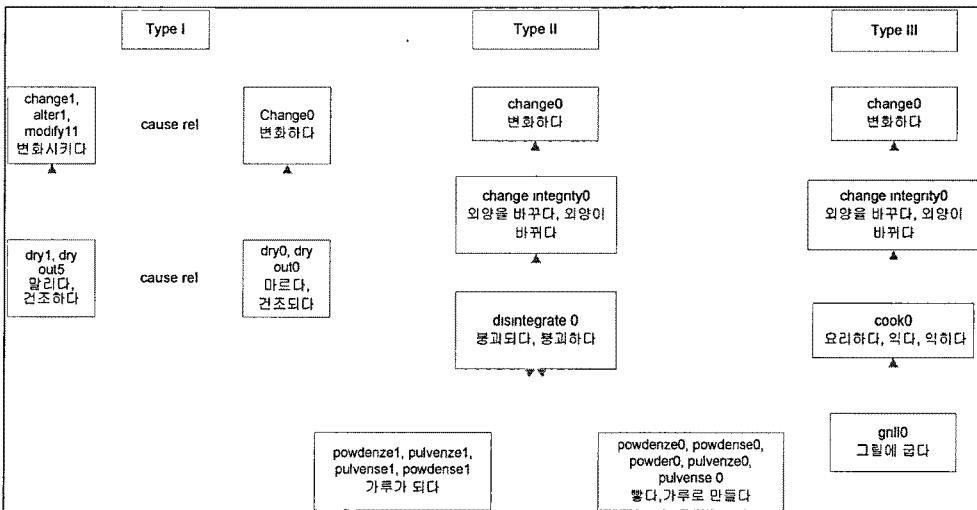 Type I
Type II
Type III
change1,
alter1,
modify11
변화시키다
cause rel
Change0
변화하다
change0
변화하다
change0
변화하다
change integrity0
외양을 바꾸다, 외양이
바뀌다
change integrity0
외양을 바꾸다, 외양이
바뀌다
dry1, dry
out5
말리다,
건조하다
cause rel
dry0, dry
out0
마르다,
건조되다
disintegrate 0
붕괴되다, 붕괴하다
cook0
요리하다, 익다, 익히다
powdenze1, pulvenze1,
pulvense1, powdense1
가루가 되다
powdenze0, powdense0,
powder0, pulvenze0,
pulvense 0
빻다,가루로 만들다
gnll0
그릴에 굽다